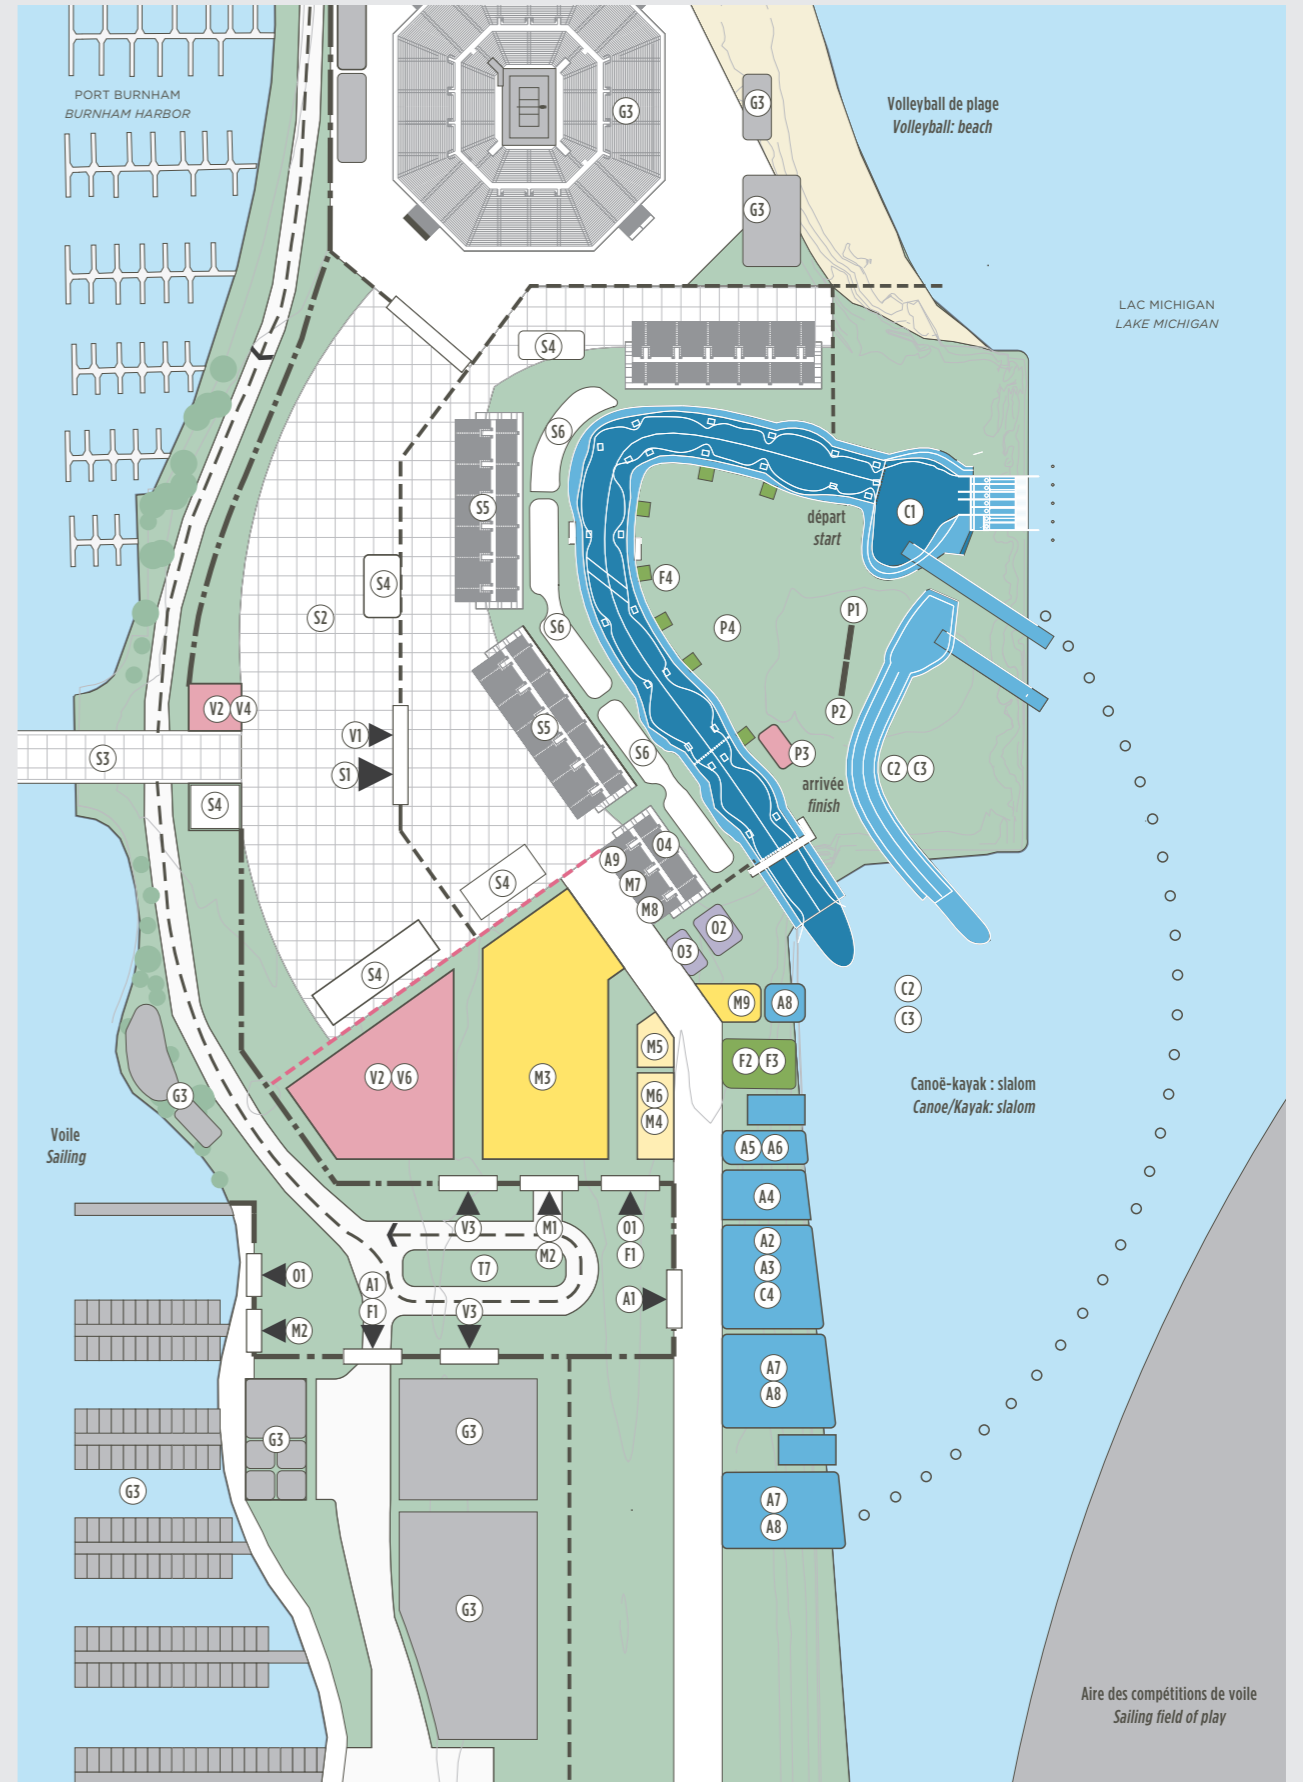 PORT BURNHAM
BURNHAM HARBOR
G3
G3
Volleyball de plage
Volleyball: beach
G3
LAC MICHIGAN
LAKE MICHIGAN
S4
S6
S5
C1
départ
start
S4
F4
S2
P1
S6
P4
V2 V4
P2
S5
V1
S6
P3
S3
S1
C2 C3
arrivée
finish
S4
O4
A9
M7
S4
M8
O2
O3
S4
C2
M9
A8
C3
M5
F2 F3
V2 V6
M3
Canoë-kayak : slalom
Canoe/Kayak: slalom
G3
M6
M4
Voile
Sailing
A5 A6
A4
V3
M1
O1
M2
F1
A2
T7
A3
O1
A1
C4
A1
F1
V3
M2
A7
A8
G3
G3
G3
A7
A8
G3
Aire des compétitions de voile
Sailing field of play